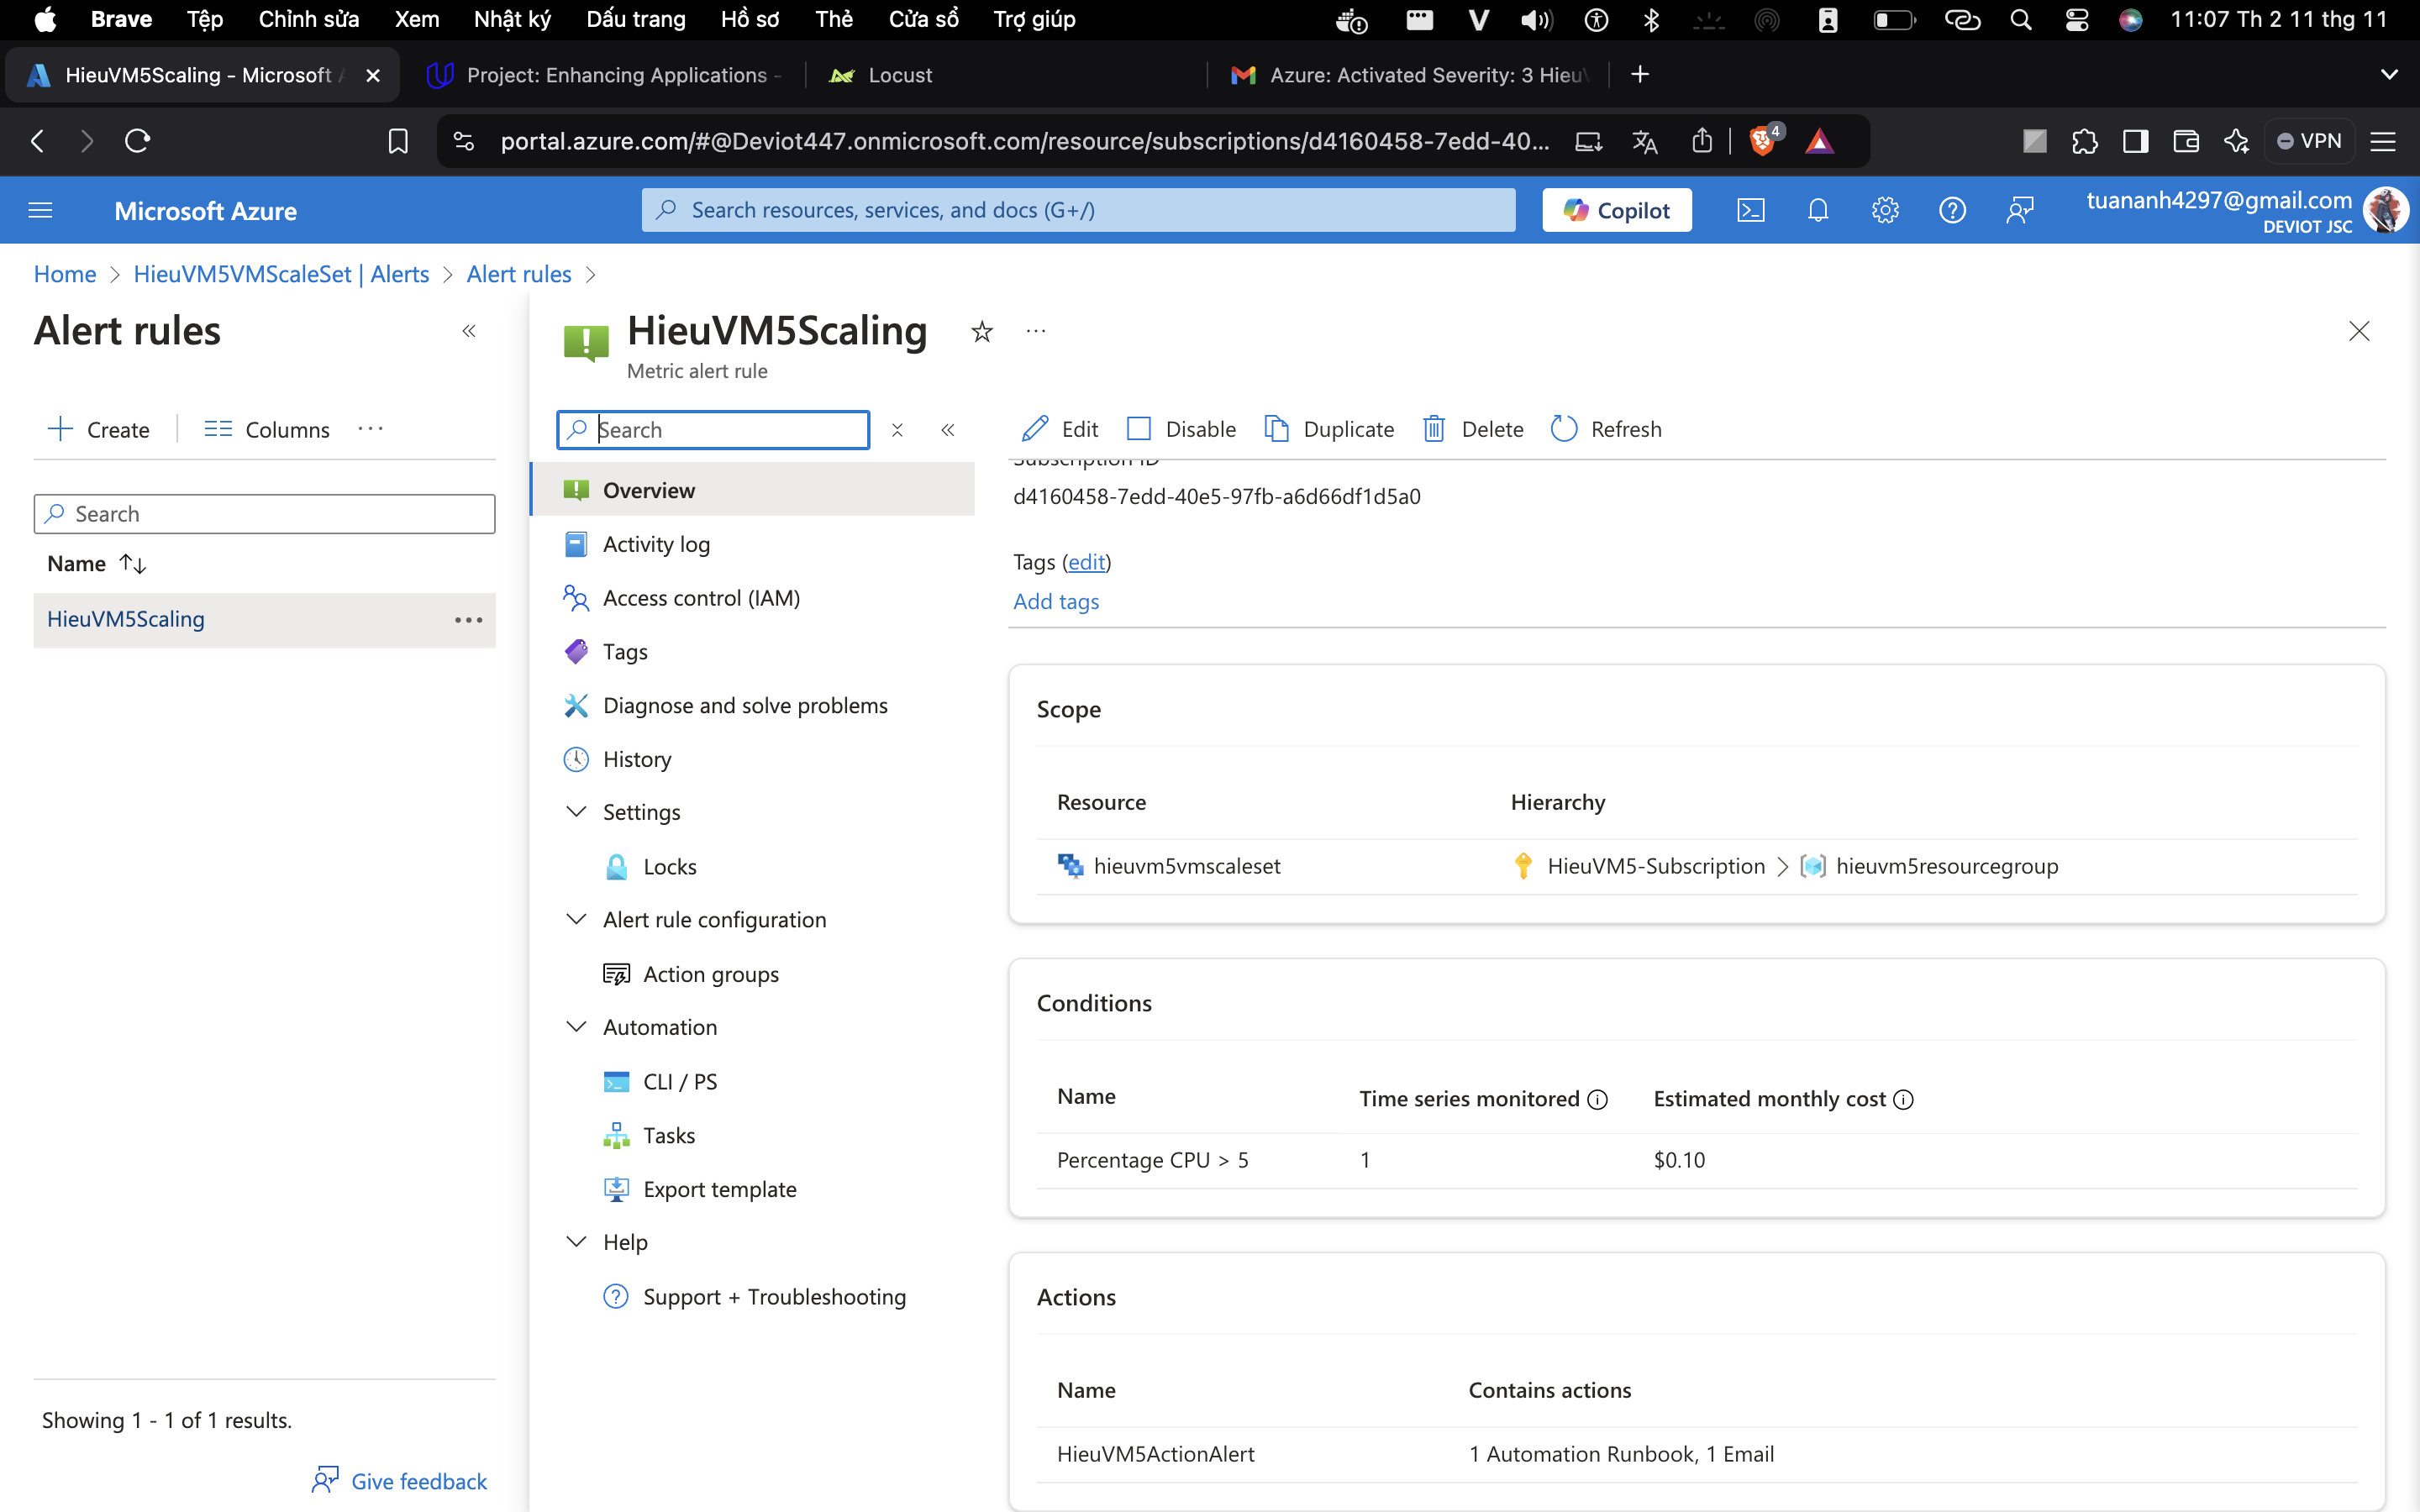 Brave Tệp Chỉnh sửa Xem Nhật ký Dấu trang Hồ sơ Thẻ Cửa sổ Trợ giúp 11:07 Th 2 11 thg 11
HieuVM5Scaling - Microsoft A Project: Enhancing Applications - Locust Azure: Activated Severity: 3 HieuV
portal.azure.com/#@Deviot447.onmicrosoft.com/resource/subscriptions/d4160458-7edd-40... 4 VPN
Microsoft Azure Search resources, services, and docs (G+/) Copilot tuananh4297@gmail.com
DEVIOT JSC
Home > HieuVM5VMScaleSet | Alerts > Alert rules >
Alert rules
HieuVM5Scaling
Metric alert rule
Create Columns
Search
Name
HieuVM5Scaling
Showing 1 - 1 of 1 results.
Give feedback
Search
Overview
Activity log
Access control (IAM)
Tags
Diagnose and solve problems
History
Settings
Locks
Alert rule configuration
Action groups
Automation
CLI / PS
Tasks
Export template
Help
Support + Troubleshooting
Edit Disable Duplicate Delete Refresh
Subscription ID
d4160458-7edd-40e5-97fb-a6d66df1d5a0
Tags (edit)
Add tags
Scope
Resource Hierarchy
hieuvm5vmscaleset HieuVM5-Subscription > hieuvm5resourcegroup
Conditions
Name Time series monitored Estimated monthly cost
Percentage CPU > 5 1 $0.10
Actions
Name Contains actions
HieuVM5ActionAlert 1 Automation Runbook, 1 Email